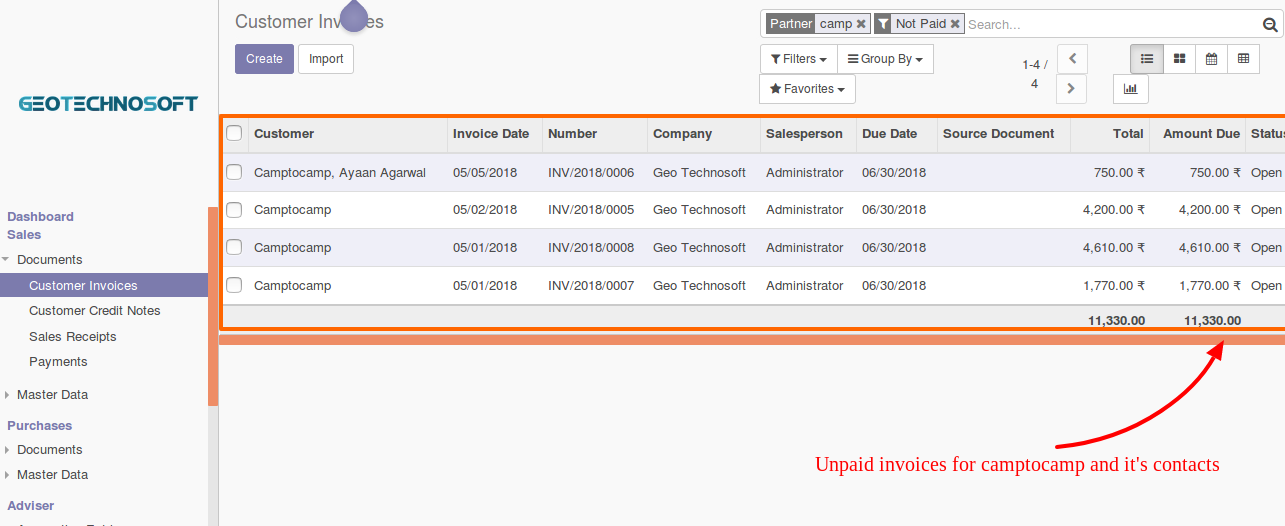 Customer Invoices
Partner camp Not Paid Search...
Create Import
Filters Group By
1-4 / 4
Favorites
GEOTECHNOSOFT
Dashboard
Sales
Documents
Customer Invoices
Customer Credit Notes
Sales Receipts
Payments
Master Data
Purchases
Documents
Master Data
Adviser
Customer Invoice Date Number Company Salesperson Due Date Source Document Total Amount Due Status
Camptocamp, Ayaan Agarwal 05/05/2018 INV/2018/0006 Geo Technosoft Administrator 06/30/2018 750.00 ₹ 750.00 ₹ Open
Camptocamp 05/02/2018 INV/2018/0005 Geo Technosoft Administrator 06/30/2018 4,200.00 ₹ 4,200.00 ₹ Open
Camptocamp 05/01/2018 INV/2018/0008 Geo Technosoft Administrator 06/30/2018 4,610.00 ₹ 4,610.00 ₹ Open
Camptocamp 05/01/2018 INV/2018/0007 Geo Technosoft Administrator 06/30/2018 1,770.00 ₹ 1,770.00 ₹ Open
11,330.00 11,330.00
Unpaid invoices for camptocamp and it's contacts